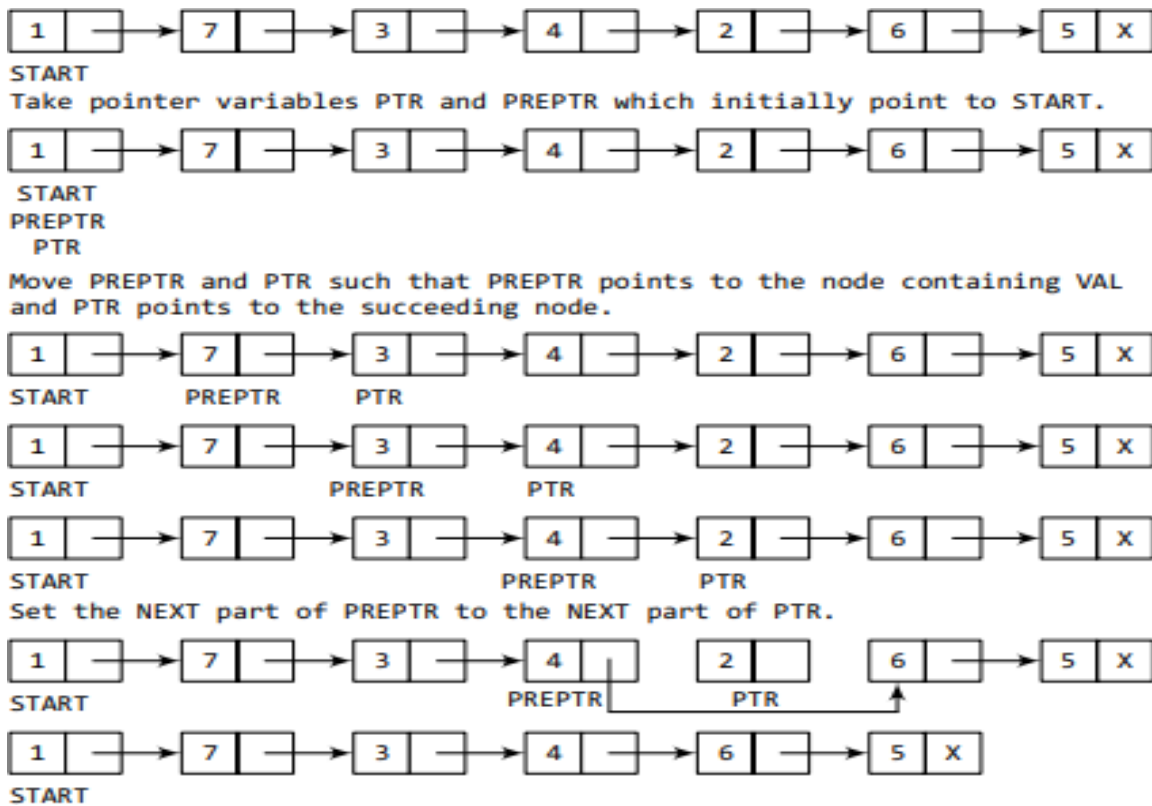 1 7 3 4 2 6 5 X
START
Take pointer variables PTR and PREPTR which initially point to START.
1 7 3 4 2 6 5 X
START
PREPTR
PTR
Move PREPTR and PTR such that PREPTR points to the node containing VAL
and PTR points to the succeeding node.
1 7 3 4 2 6 5 X
START PREPTR PTR
1 7 3 4 2 6 5 X
START PREPTR PTR
1 7 3 4 2 6 5 X
START PREPTR PTR
Set the NEXT part of PREPTR to the NEXT part of PTR.
1 7 3 4 2 6 5 X
START PREPTR PTR
1 7 3 4 6 5 X
START